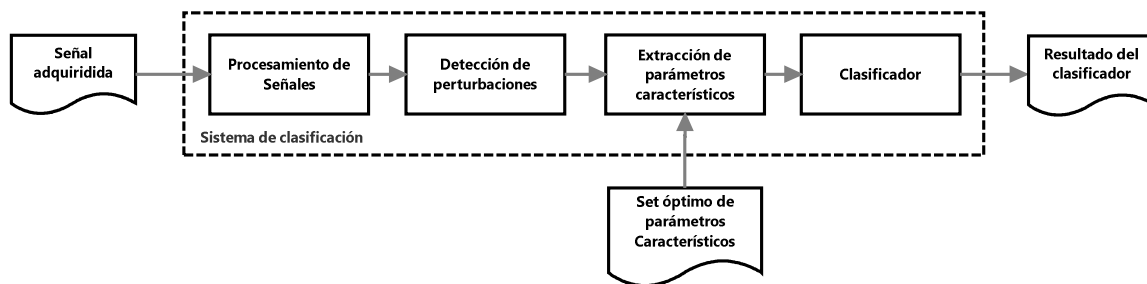 Señal
adquiridida
Procesamiento de
Señales
Detección de
perturbaciones
Extracción de
parámetros
característicos
Clasificador
Resultado del
clasificador
Sistema de clasificación
Set óptimo de
parámetros
Característicos